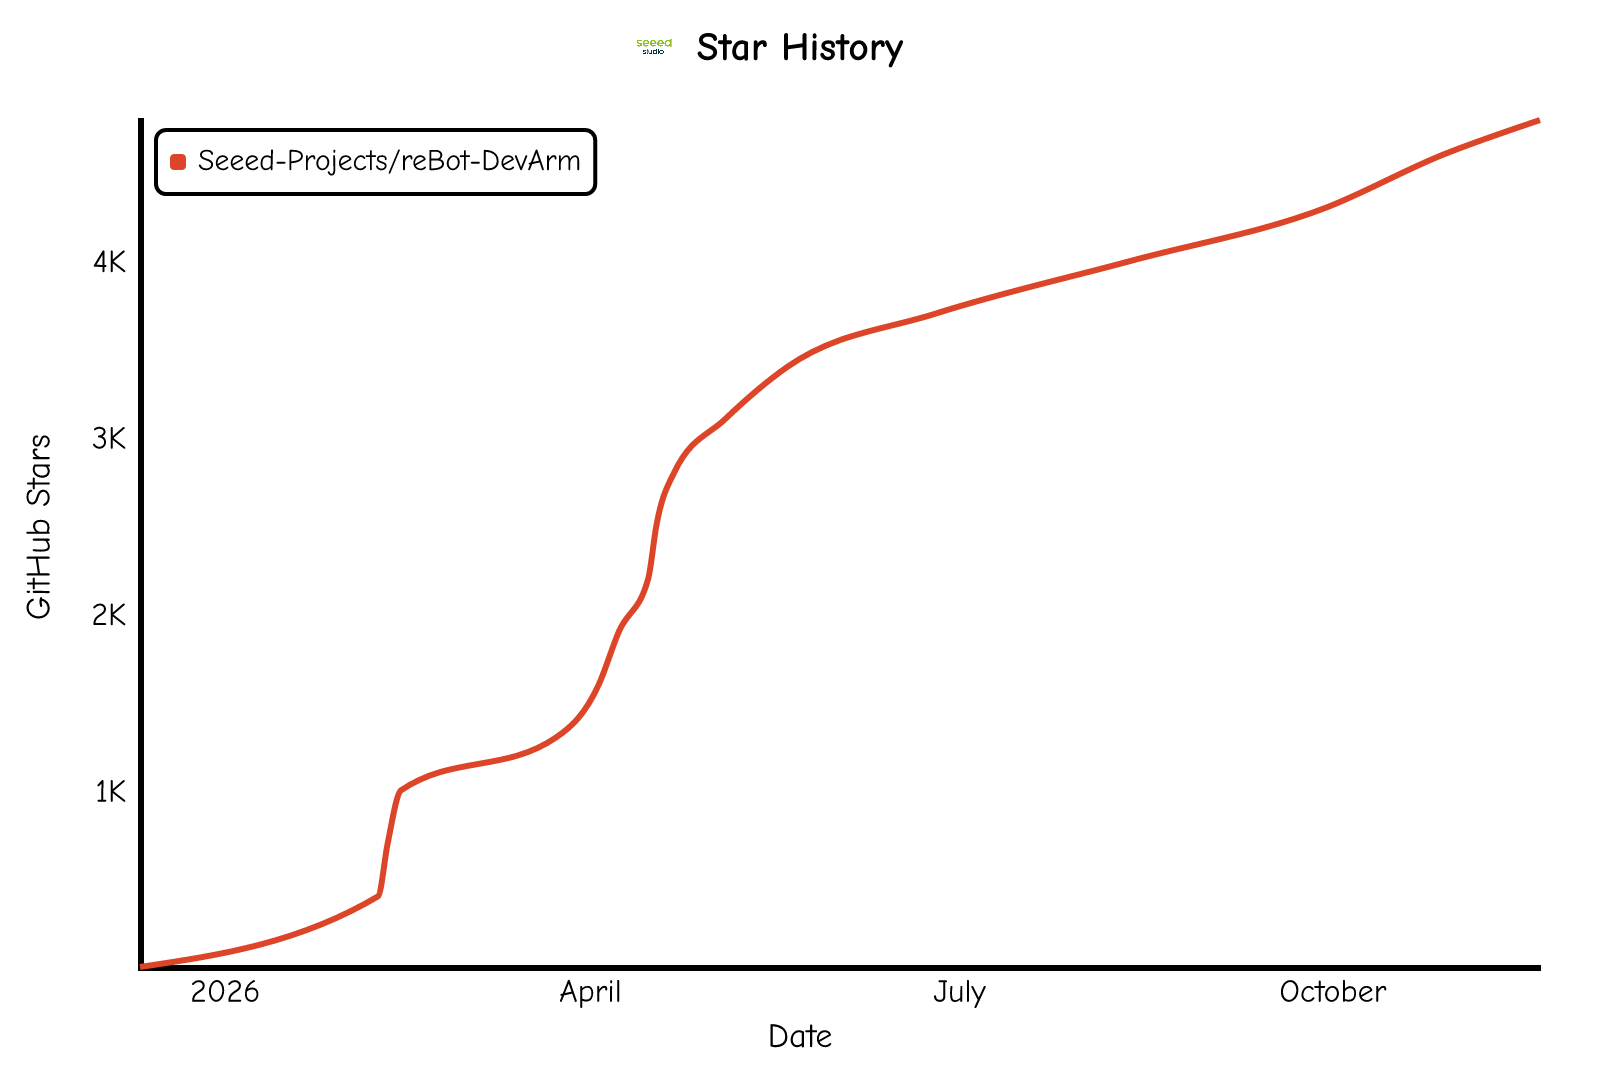 seeed
studio
Star History
Seeed-Projects/reBot-DevArm
4K
3K
2K
1K
GitHub Stars
2026
April
July
October
Date